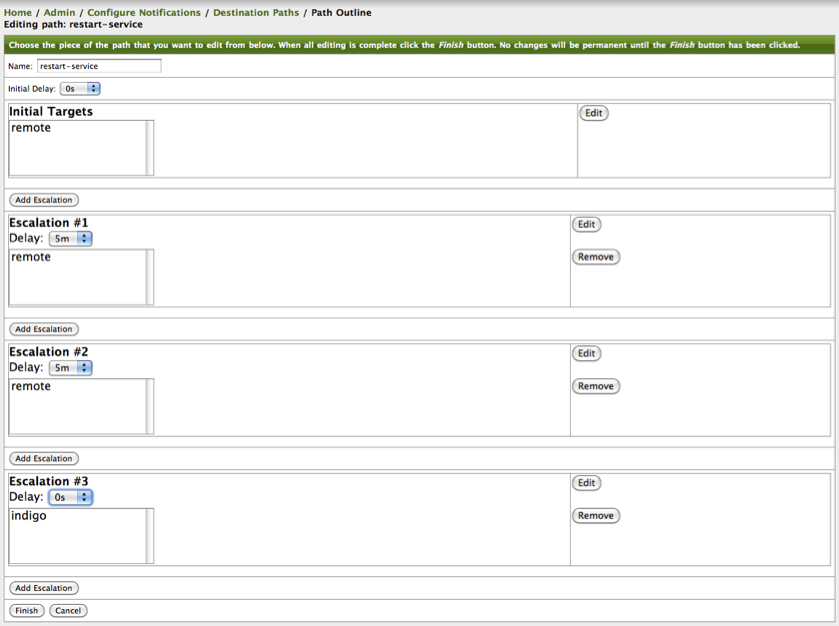 Home / Admin / Configure Notifications / Destination Paths / Path Outline
Editing path: restart-service
Choose the piece of the path that you want to edit from below. When all editing is complete click the Finish button. No changes will be permanent until the Finish button has been clicked.
Name: restart-service
Initial Delay: 0s
Initial Targets Edit
remote
Add Escalation
Escalation #1 Edit
Delay: 5m
remote Remove
Add Escalation
Escalation #2 Edit
Delay: 5m
remote Remove
Add Escalation
Escalation #3 Edit
Delay: 0s
indigo Remove
Add Escalation
Finish Cancel